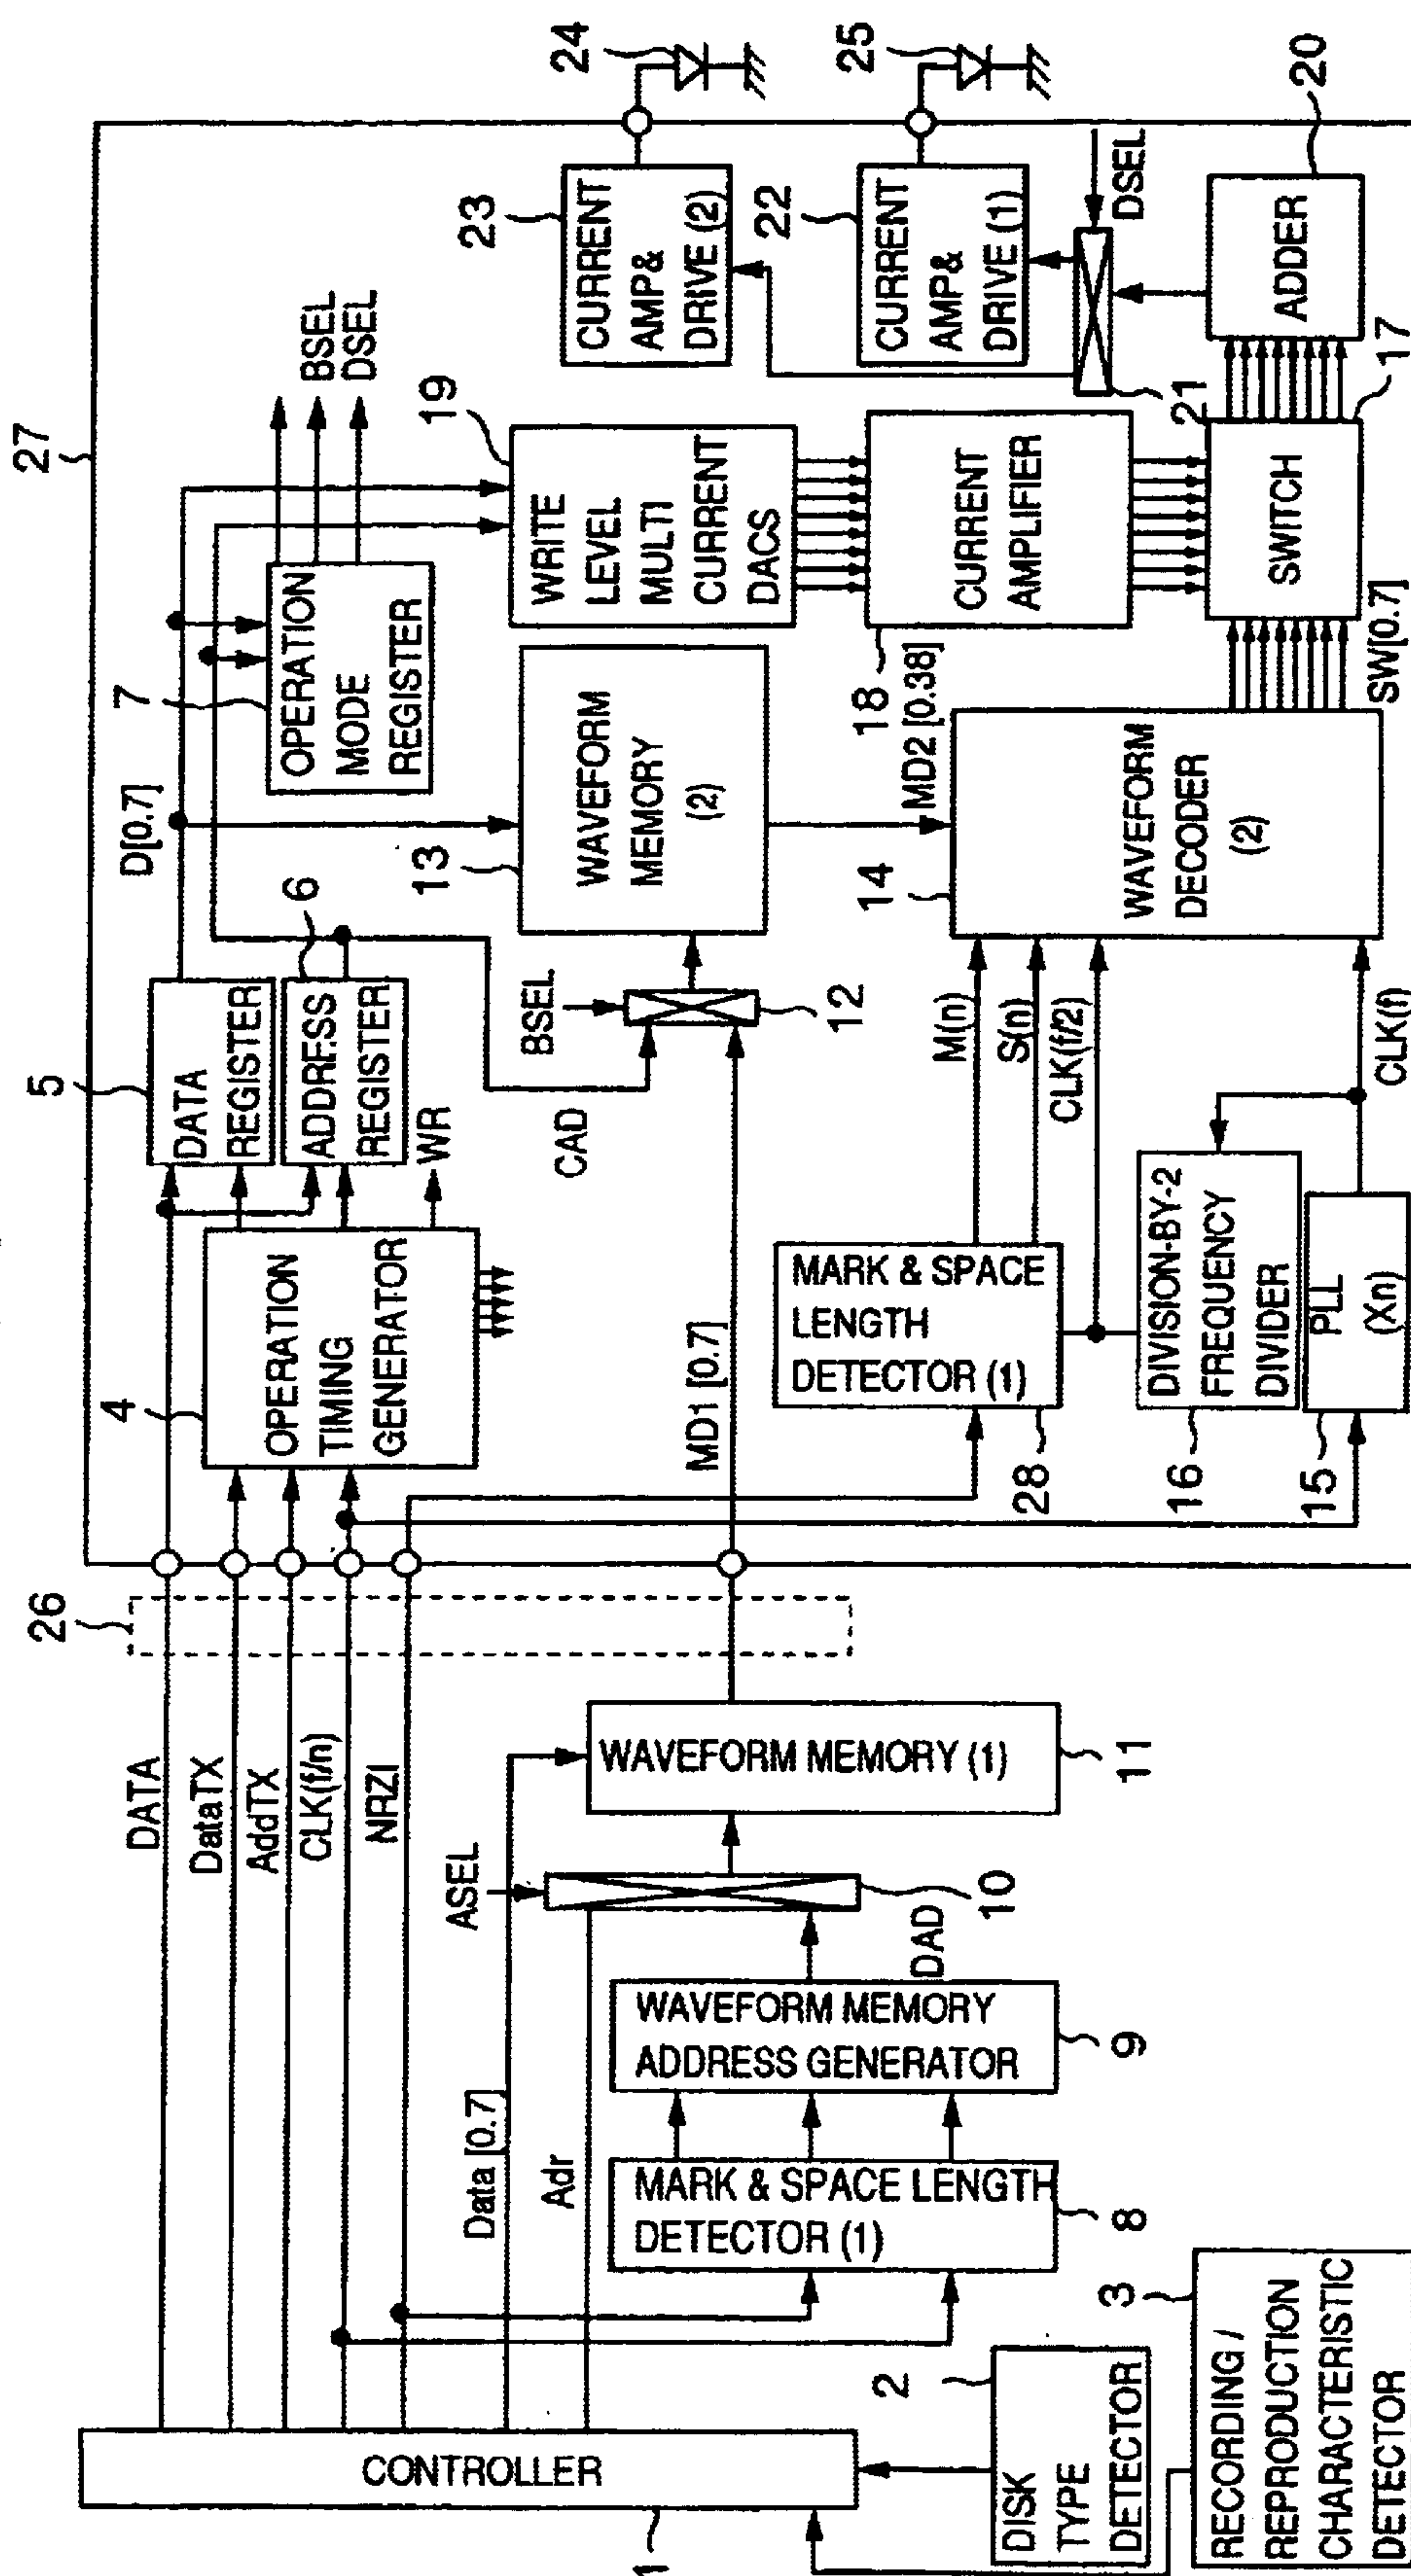 27
24
25
23
CURRENT
AMP&
DRIVE (2)
22
CURRENT
AMP&
DRIVE (1)
DSEL
20
ADDER
21
17
BSEL
DSEL
19
WRITE
LEVEL
MULTI
CURRENT
DACS
CURRENT
AMPLIFIER
18
SWITCH
SW[0.7]
7
OPERATION
MODE
REGISTER
D[0.7]
13
WAVEFORM
MEMORY
(2)
MD2 [0.38]
14
WAVEFORM
DECODER
(2)
5
DATA
REGISTER
6
ADDRESS
REGISTER
WR
BSEL
CAD
12
M(n)
S(n)
CLK(f/2)
CLK(f)
4
OPERATION
TIMING
GENERATOR
MD1 [0.7]
MARK & SPACE
LENGTH
DETECTOR (1)
28
DIVISION-BY-2
FREQUENCY
DIVIDER
16
PLL
(Xn)
15
26
DATA
DataTX
AddTX
CLK(f/n)
NRZI
ASEL
WAVEFORM MEMORY (1)
11
10
DAD
WAVEFORM MEMORY
ADDRESS GENERATOR
9
Data [0.7]
Adr
MARK & SPACE LENGTH
DETECTOR (1)
8
CONTROLLER
1
2
DISK
TYPE
DETECTOR
3
RECORDING /
REPRODUCTION
CHARACTERISTIC
DETECTOR